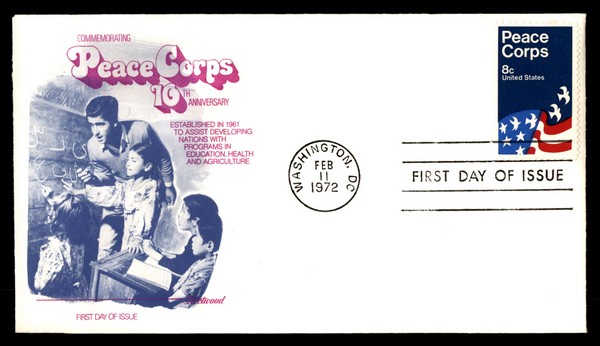 COMMEMORATING
Peace Corps
10TH ANNIVERSARY
ESTABLISHED IN 1961
TO ASSIST DEVELOPING
NATIONS WITH
PROGRAMS IN
EDUCATION, HEALTH
AND AGRICULTURE.
FIRST DAY OF ISSUE
WASHINGTON, DC
FEB
11
1972
Peace
Corps
8c
United States
FIRST DAY OF ISSUE